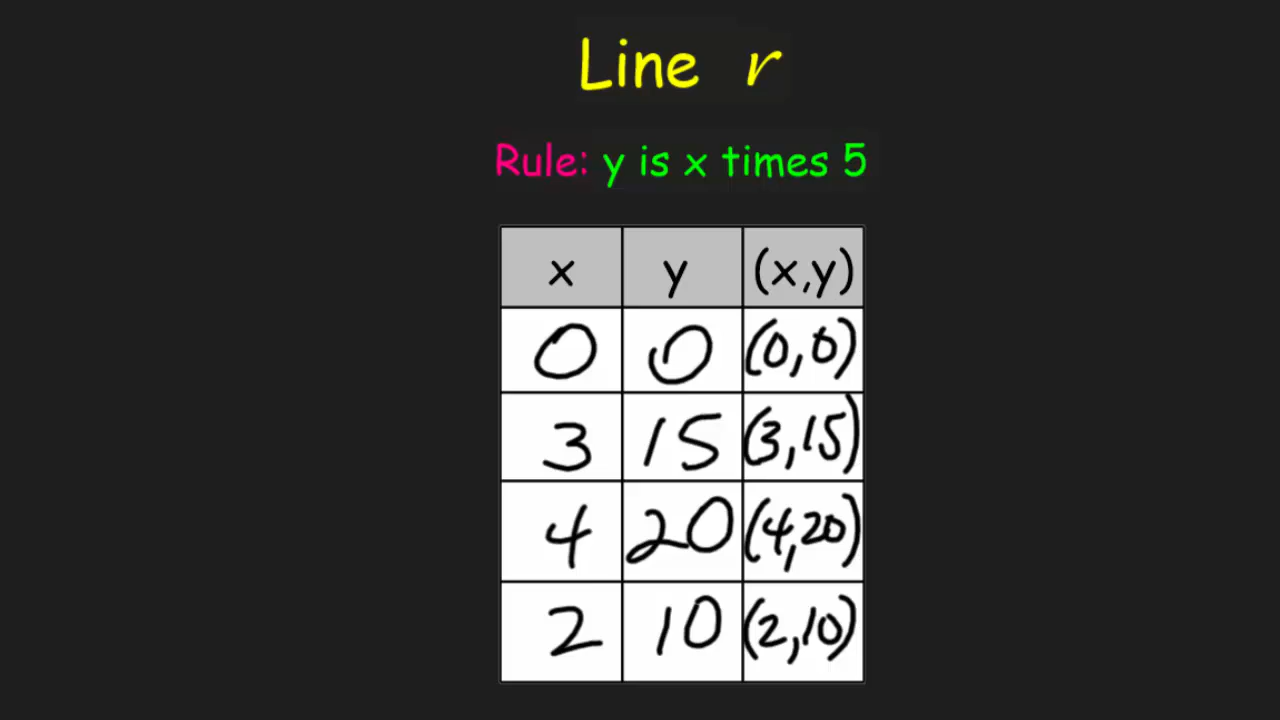 Line r
Rule: y is x times 5
x y (x,y)
0 0 (0,0)
3 15 (3,15)
4 20 (4,20)
2 10 (2,10)